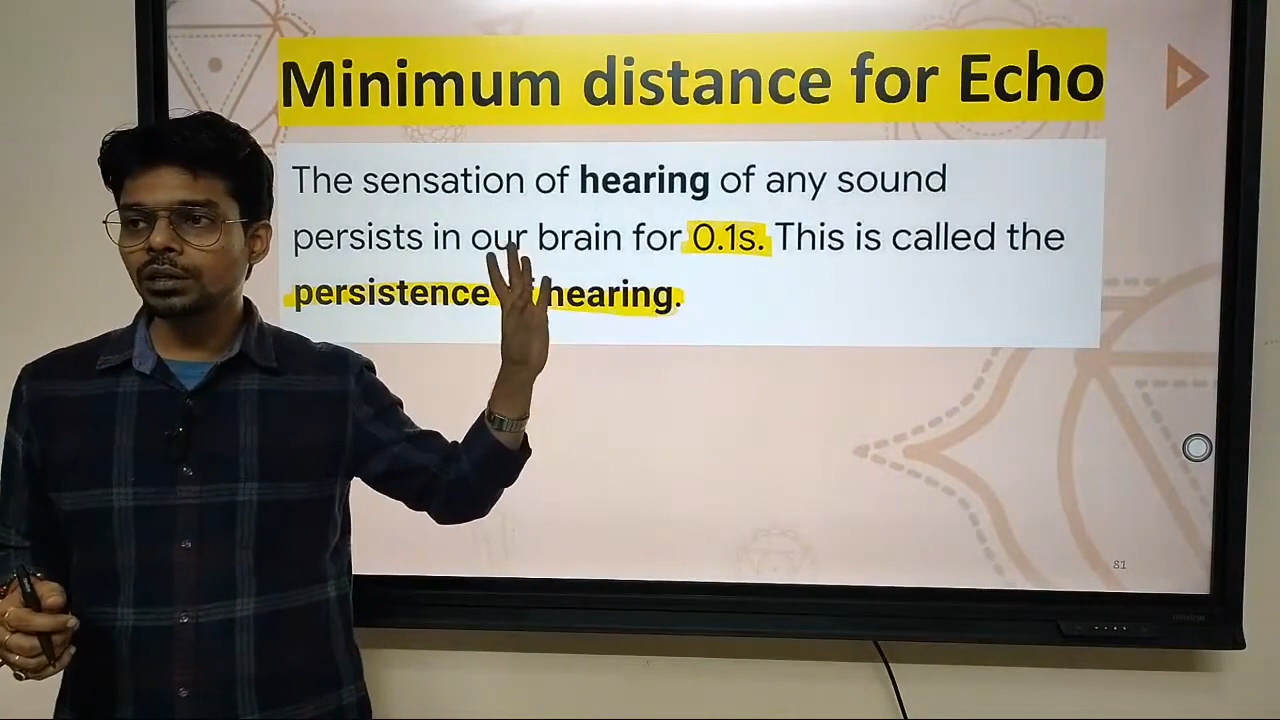 Minimum distance for Echo
The sensation of hearing of any sound
persists in our brain for 0.1s. This is called the
persistence hearing.
81